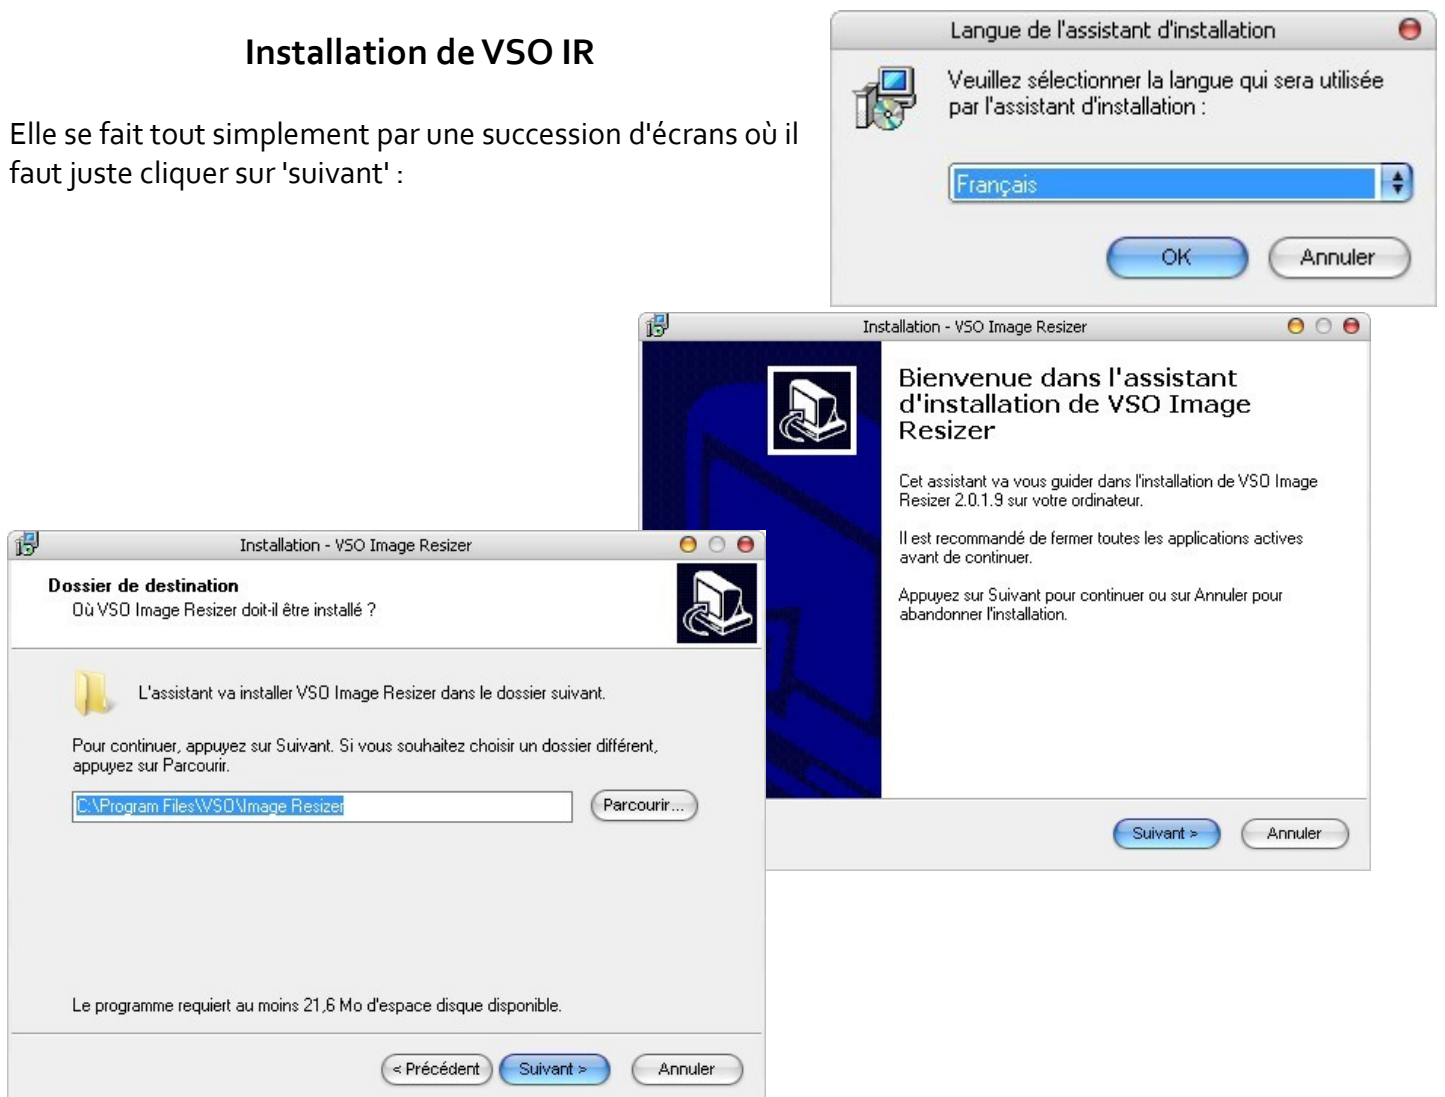 Installation de VSO IR
Elle se fait tout simplement par une succession d'écrans où il
faut juste cliquer sur 'suivant' :
Langue de l'assistant d'installation
Veuillez sélectionner la langue qui sera utilisée
par l'assistant d'installation :
Français
OK Annuler
Installation - VSO Image Resizer
Bienvenue dans l'assistant
d'installation de VSO Image
Resizer
Cet assistant va vous guider dans l'installation de VSO Image
Resizer 2.0.1.9 sur votre ordinateur.
Il est recommandé de fermer toutes les applications actives
avant de continuer.
Appuyez sur Suivant pour continuer ou sur Annuler pour
abandonner l'installation.
Suivant > Annuler
Installation - VSO Image Resizer
Dossier de destination
Où VSO Image Resizer doit-il être installé ?
L'assistant va installer VSO Image Resizer dans le dossier suivant.
Pour continuer, appuyez sur Suivant. Si vous souhaitez choisir un dossier différent,
appuyez sur Parcourir.
C:\Program Files\VSO\Image Resizer Parcourir...
Le programme requiert au moins 21,6 Mo d'espace disque disponible.
< Précédent Suivant > Annuler